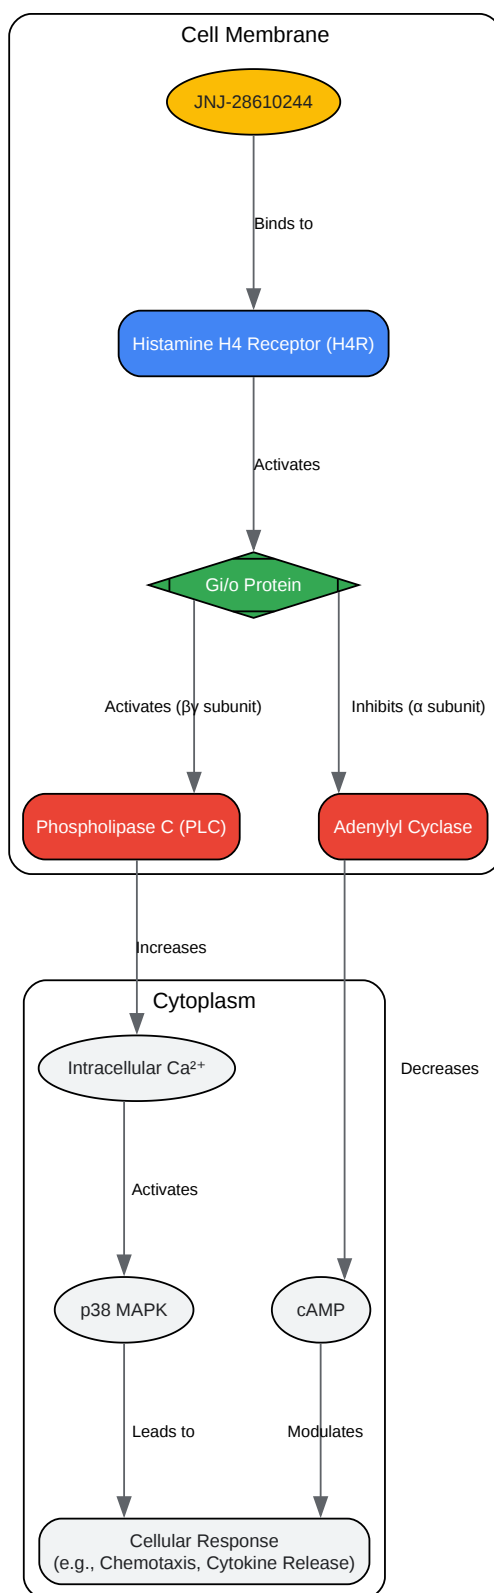 Cell Membrane
JNJ-28610244
Binds to
Histamine H4 Receptor (H4R)
Activates
Gi/o Protein
Activates (βγ subunit)
Inhibits (α subunit)
Phospholipase C (PLC)
Adenylyl Cyclase
Increases
Cytoplasm
Intracellular Ca²⁺
Decreases
Activates
p38 MAPK
cAMP
Leads to
Modulates
Cellular Response
(e.g., Chemotaxis, Cytokine Release)